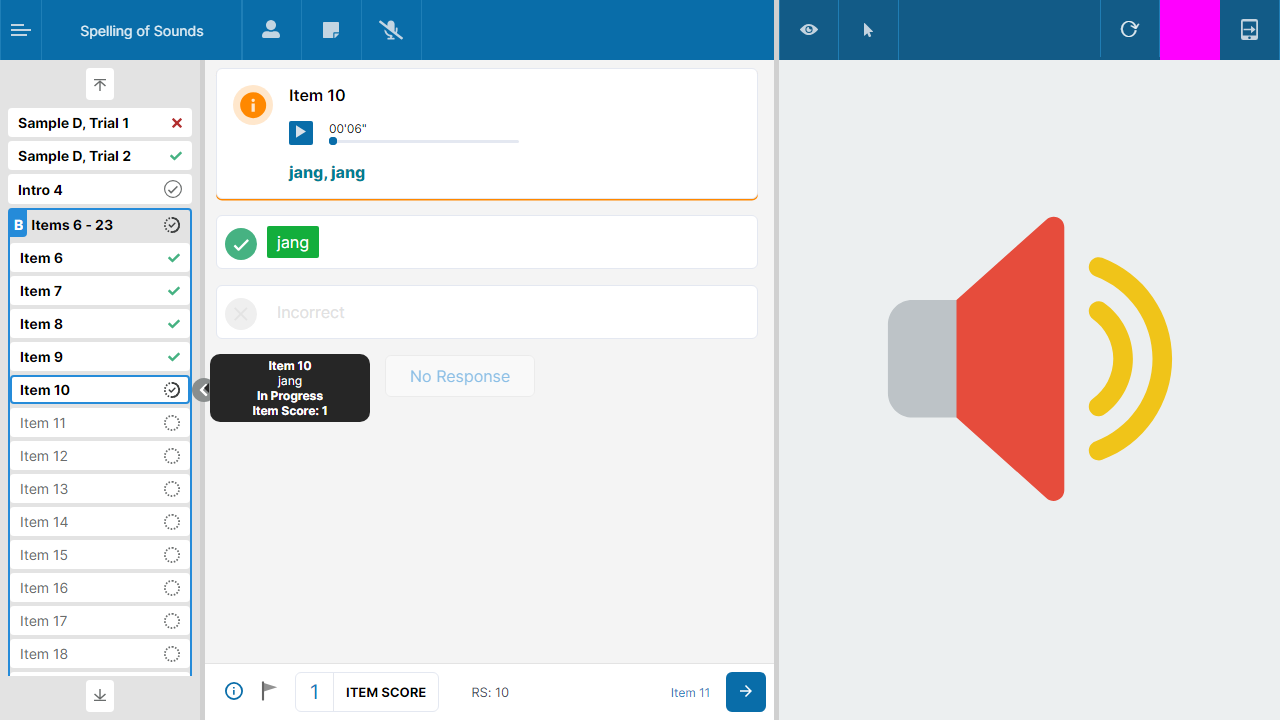 Spelling of Sounds
Sample D, Trial 1
Sample D, Trial 2
Intro 4
B Items 6 - 23
Item 6
Item 7
Item 8
Item 9
Item 10
Item 11
Item 12
Item 13
Item 14
Item 15
Item 16
Item 17
Item 18
Item 10
00'06"
jang, jang
jang
Incorrect
Item 10
jang
In Progress
Item Score: 1
No Response
1 ITEM SCORE
RS: 10
Item 11